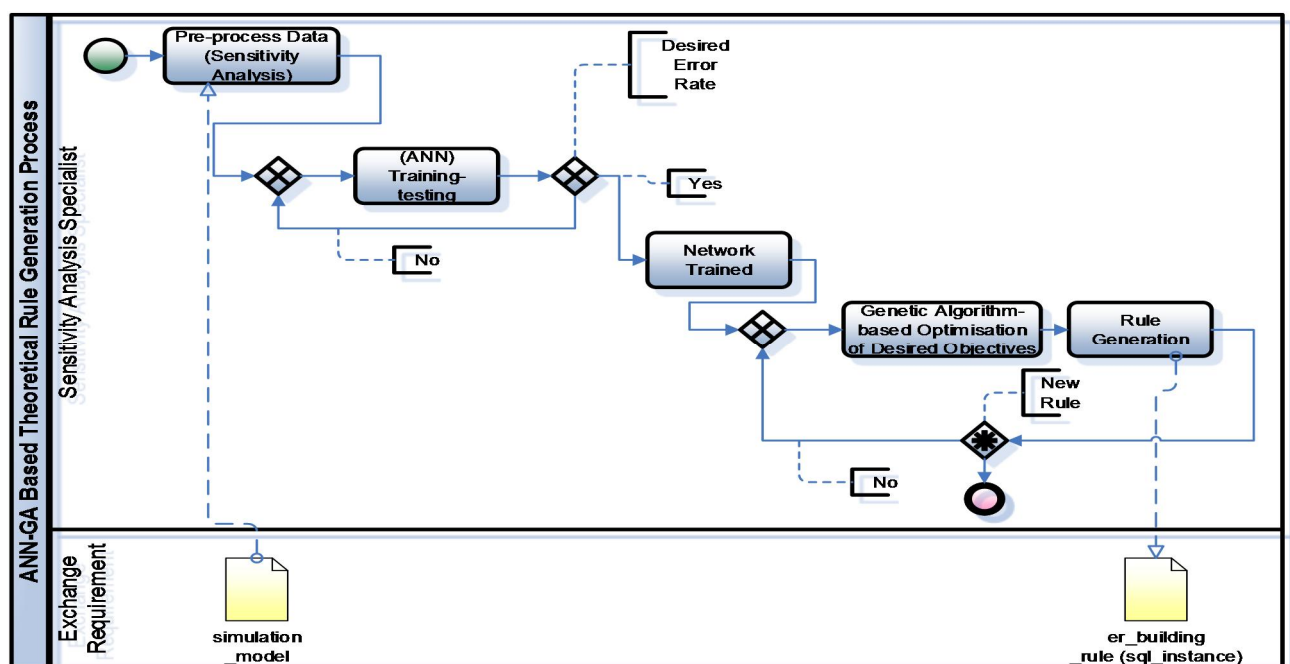 ANN-GA Based Theoretical Rule Generation Process
Sensitivity Analysis Specialist
Pre-process Data
(Sensitivity
Analysis)
Desired
Error
Rate
(ANN)
Training-
testing
Yes
No
Network
Trained
Genetic Algorithm-
based Optimisation
of Desired Objectives
Rule
Generation
New
Rule
No
Exchange
Requirement
simulation
_model
er_building
_rule (sql_instance)